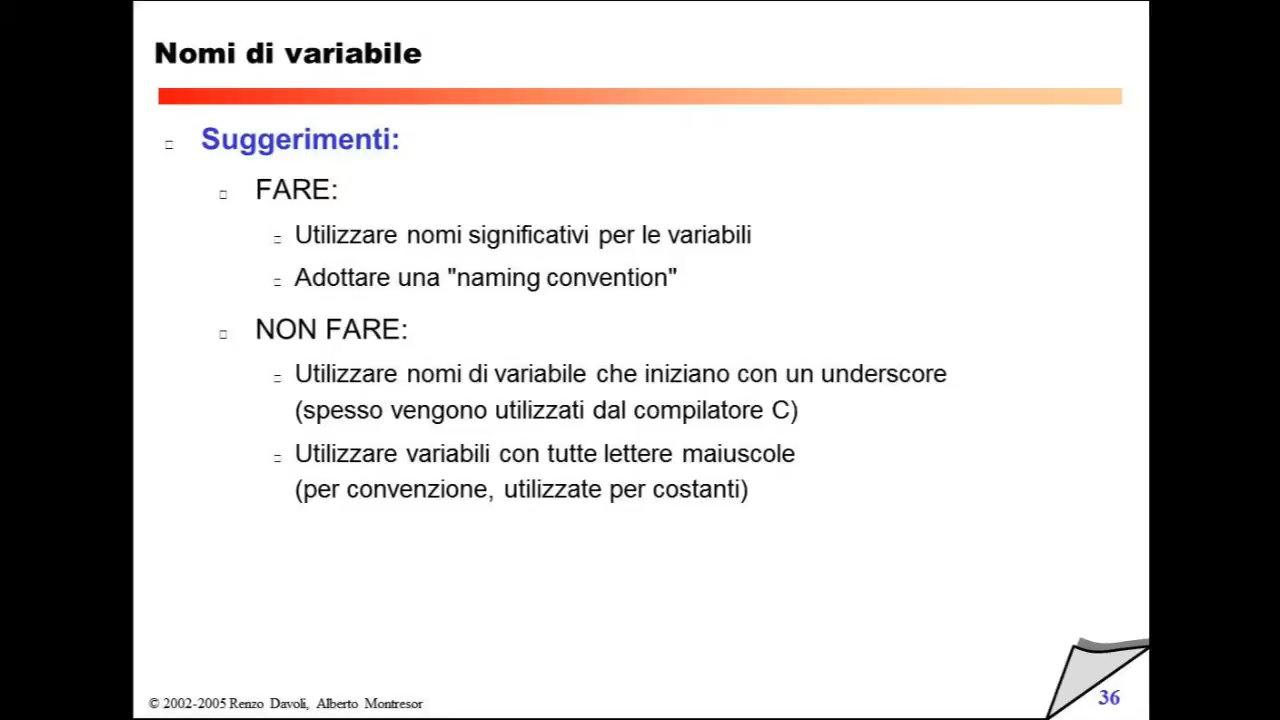 Nomi di variabile
Suggerimenti:
FARE:
Utilizzare nomi significativi per le variabili
Adottare una "naming convention"
NON FARE:
Utilizzare nomi di variabile che iniziano con un underscore
(spesso vengono utilizzati dal compilatore C)
Utilizzare variabili con tutte lettere maiuscole
(per convenzione, utilizzate per costanti)
© 2002-2005 Renzo Davoli, Alberto Montresor
36